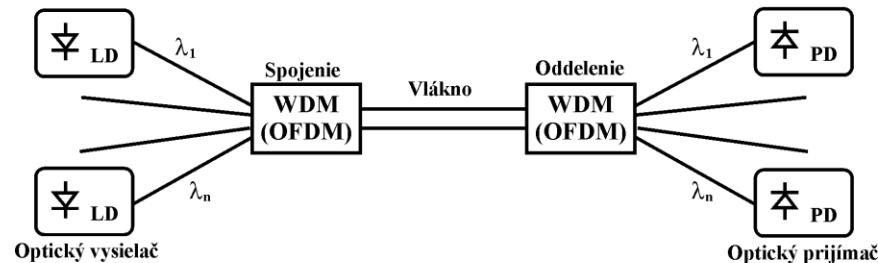 LD
λ1
Spojenie
WDM
(OFDM)
Vlákno
Oddelenie
WDM
(OFDM)
λ1
PD
LD
λn
Optický vysielač
λn
PD
Optický prijímač